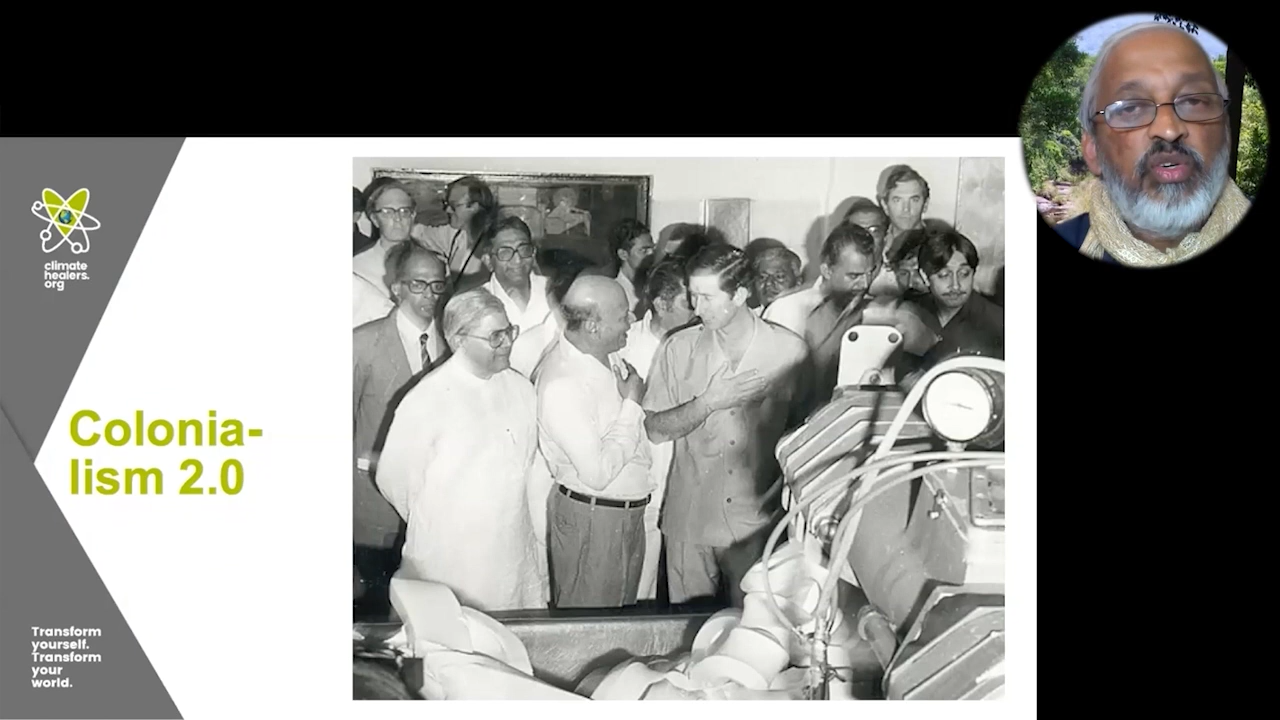 climate
healers.
org
Colonia-
lism 2.0
Transform
yourself.
Transform
your
world.